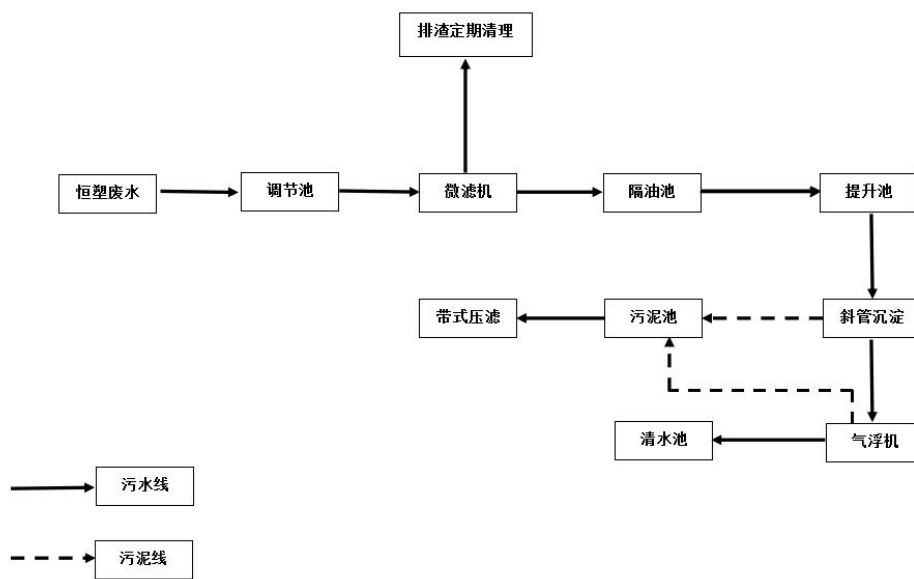 排渣定期清理
恒塑废水
调节池
微滤机
隔油池
提升池
带式压滤
污泥池
斜管沉淀
清水池
气浮机
污水线
污泥线